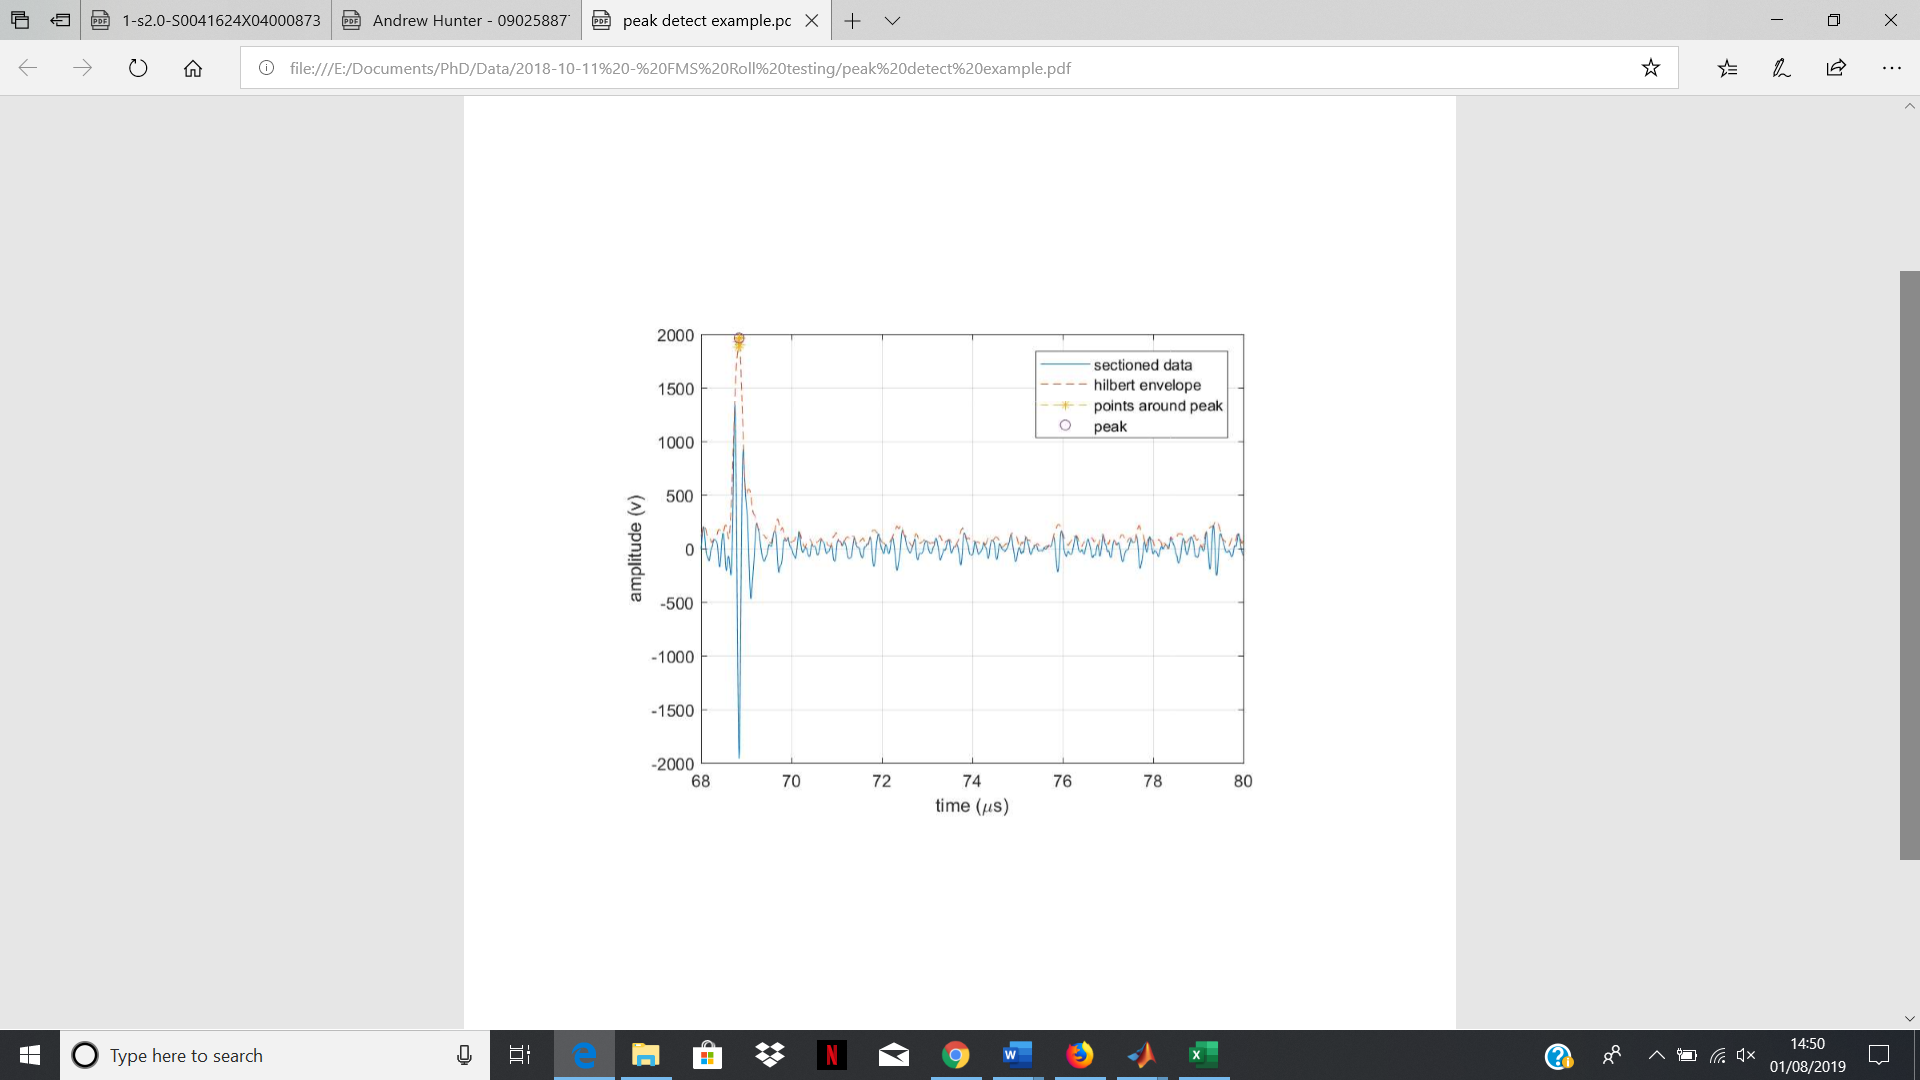 1-s2.0-S0041624X04000873
Andrew Hunter - 09025887
peak detect example.pc
file:///E:/Documents/PhD/Data/2018-10-11%20-%20FMS%20Roll%20testing/peak%20detect%20example.pdf
2000
1500
1000
500
0
-500
-1000
-1500
-2000
amplitude (v)
sectioned data
hilbert envelope
points around peak
peak
68 70 72 74 76 78 80
time (μs)
Type here to search
14:50
01/08/2019